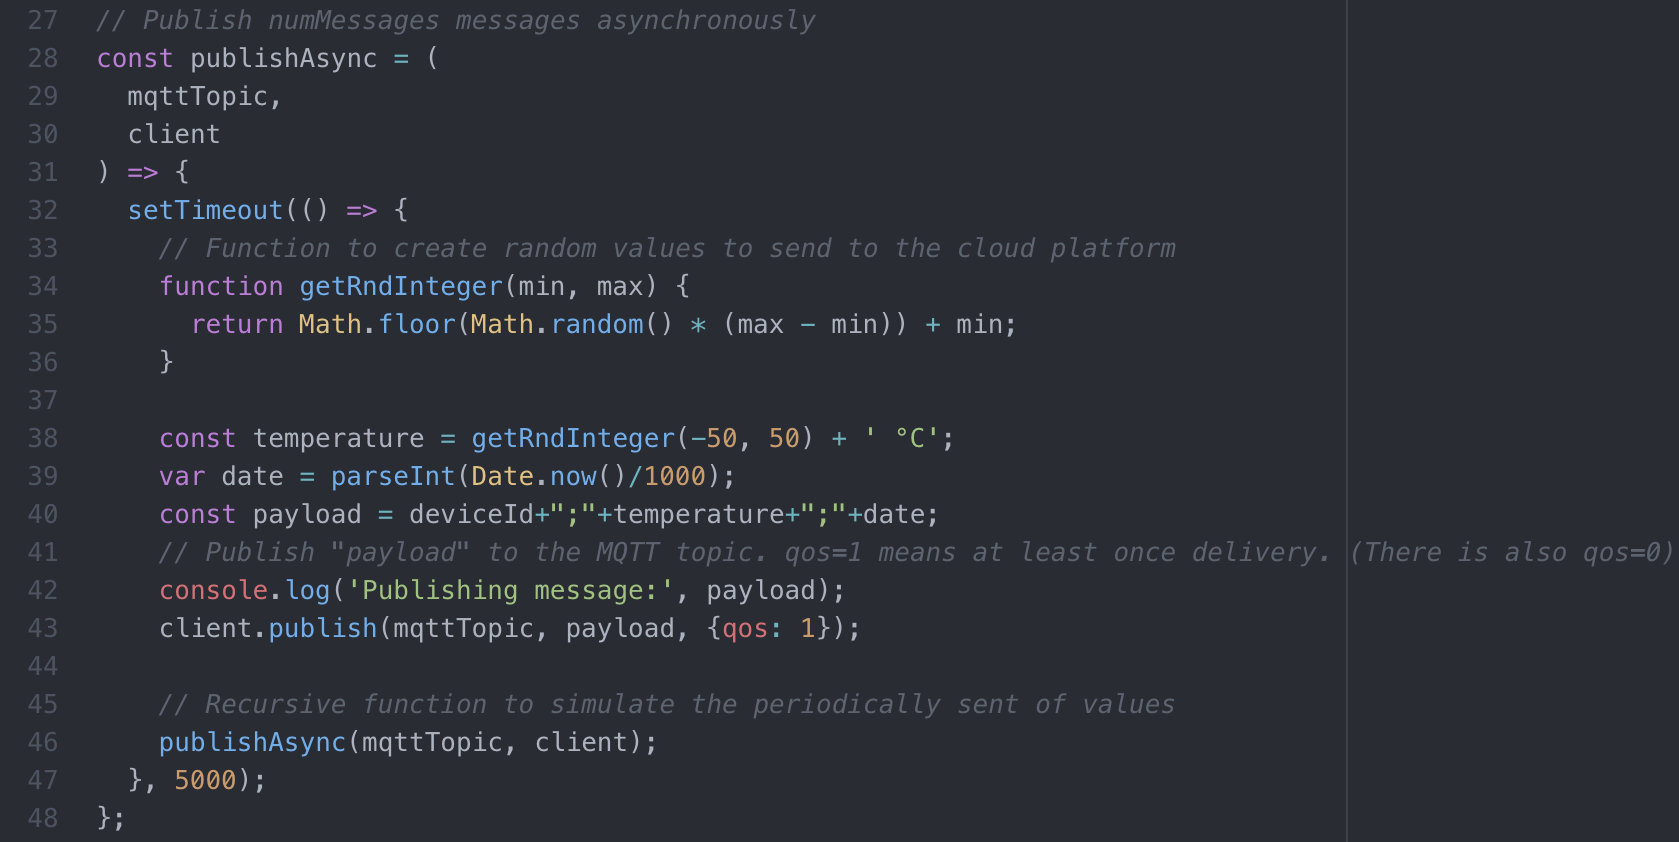 27 // Publish numMessages messages asynchronously
28 const publishAsync = (
29   mqttTopic,
30   client
31 ) => {
32   setTimeout(() => {
33     // Function to create random values to send to the cloud platform
34     function getRndInteger(min, max) {
35       return Math.floor(Math.random() * (max - min)) + min;
36     }
37
38     const temperature = getRndInteger(-50, 50) + ' °C';
39     var date = parseInt(Date.now()/1000);
40     const payload = deviceId+";"+temperature+";"+date;
41     // Publish "payload" to the MQTT topic. qos=1 means at least once delivery. (There is also qos=0)
42     console.log('Publishing message:', payload);
43     client.publish(mqttTopic, payload, {qos: 1});
44
45     // Recursive function to simulate the periodically sent of values
46     publishAsync(mqttTopic, client);
47   }, 5000);
48 };